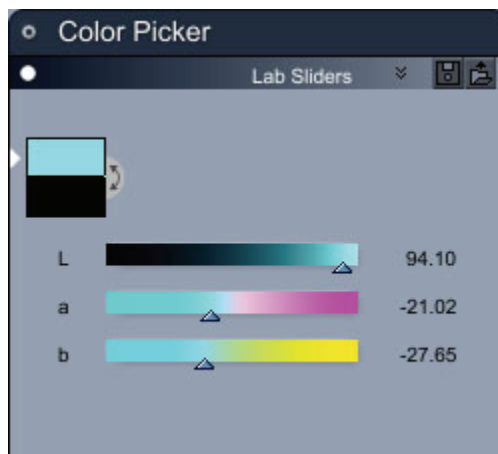 Color Picker
Lab Sliders
L 94.10
a -21.02
b -27.65